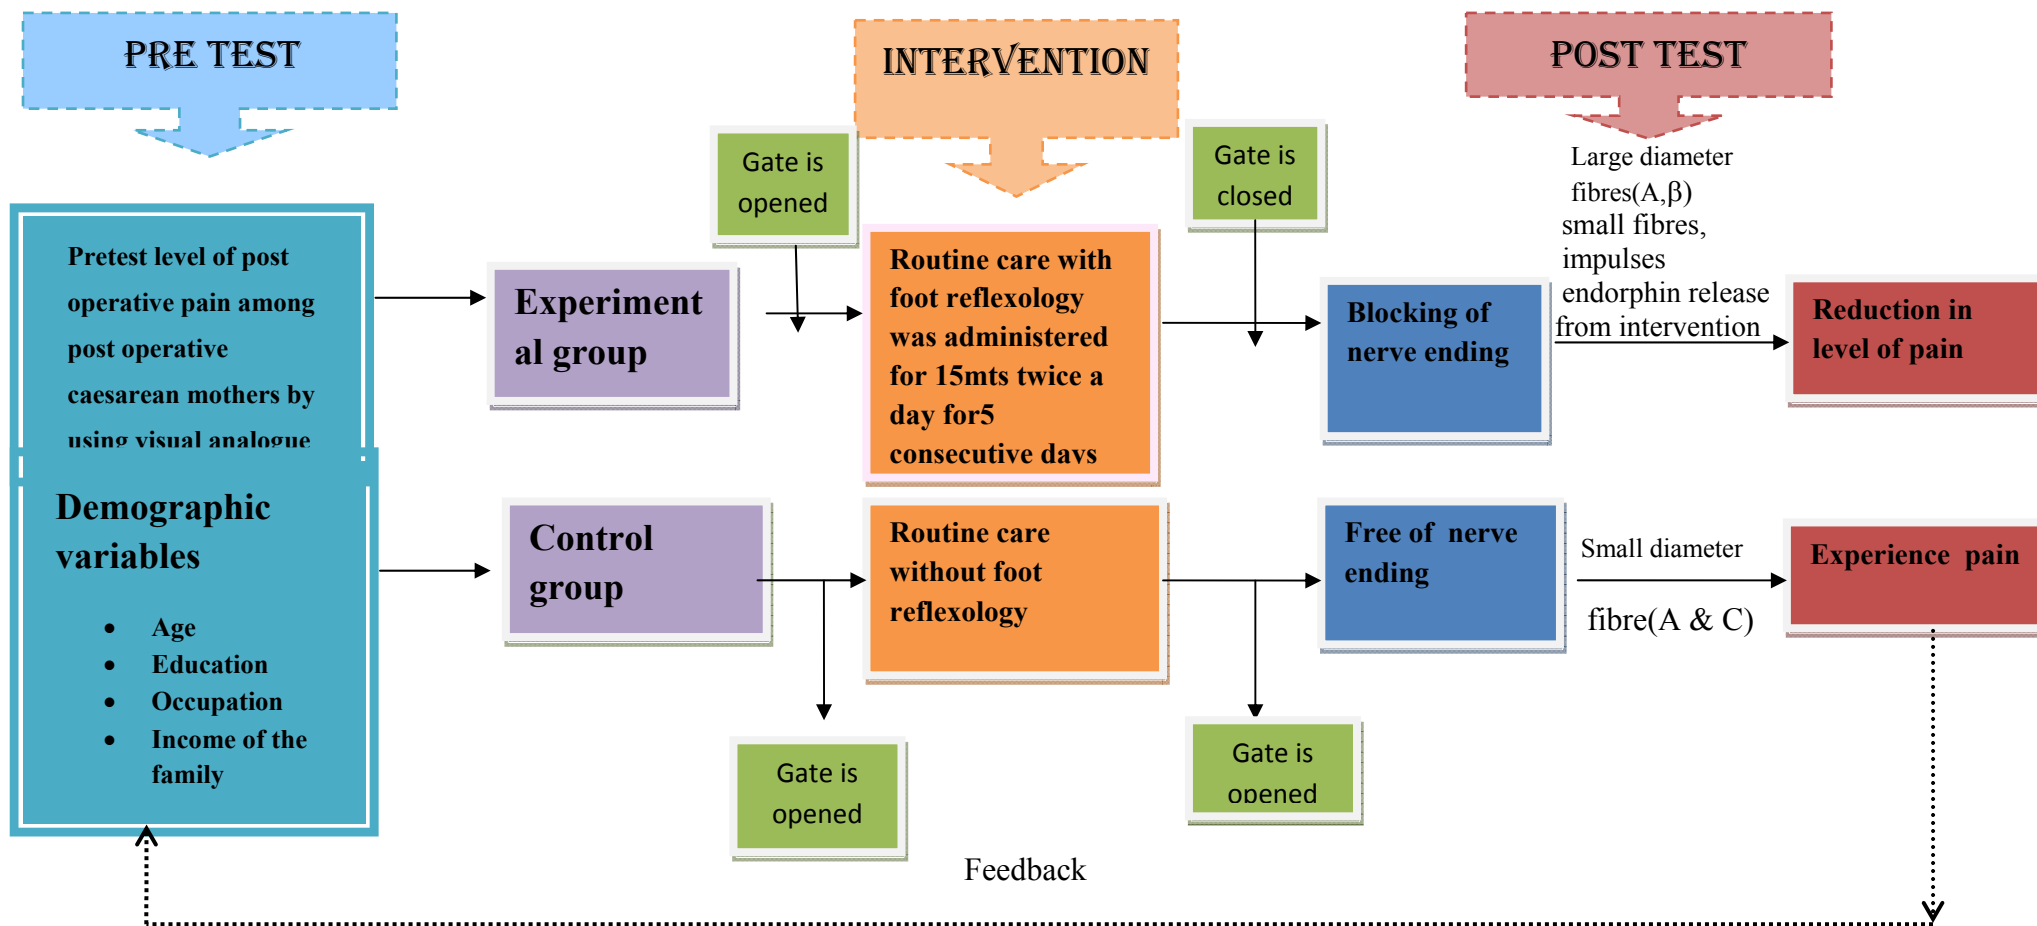 PRE TEST
INTERVENTION
POST TEST
Gate is
opened
Gate is
closed
Large diameter
fibres(A,β)
small fibres,
impulses
endorphin release
from intervention
Pretest level of post
operative pain among
post operative
caesarean mothers by
using visual analogue
Experiment
al group
Routine care with
foot reflexology
was administered
for 15mts twice a
day for5
consecutive days
Blocking of
nerve ending
Reduction in
level of pain
Demographic
variables
• Age
• Education
• Occupation
• Income of the
family
Control
group
Routine care
without foot
reflexology
Free of nerve
ending
Small diameter
fibre(A & C)
Experience pain
Gate is
opened
Gate is
opened
Feedback